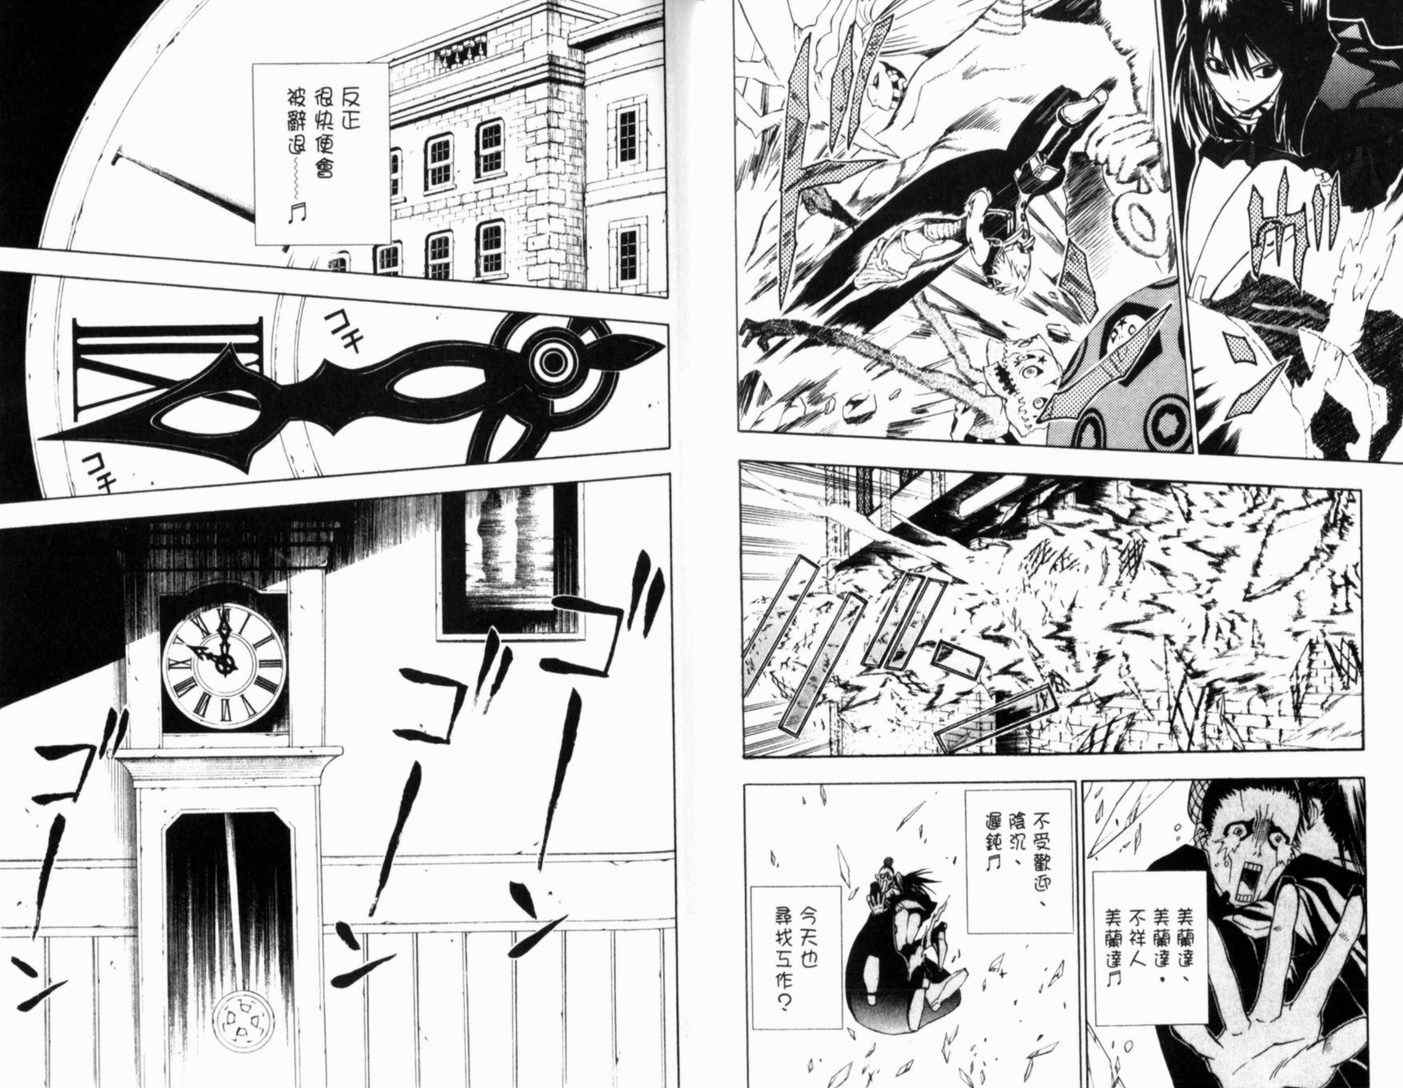 美蘭達、
美蘭達。
不祥人
美蘭達♫
不受歡迎、
陰沉、
遲鈍♫
今天也
尋找工作？
反正
很快便會
被辭退〜〜〜♫
コチ
コチ
ゴーン
ゴーン
ゴーン